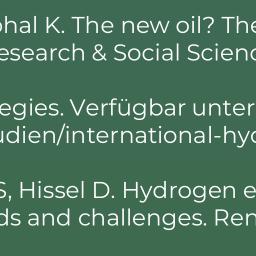 ohal K. The new oil? The
esearch & Social Scienc
egies. Verfügbar unter
udien/international-hyd
S, Hissel D. Hydrogen e
ds and challenges. Ren